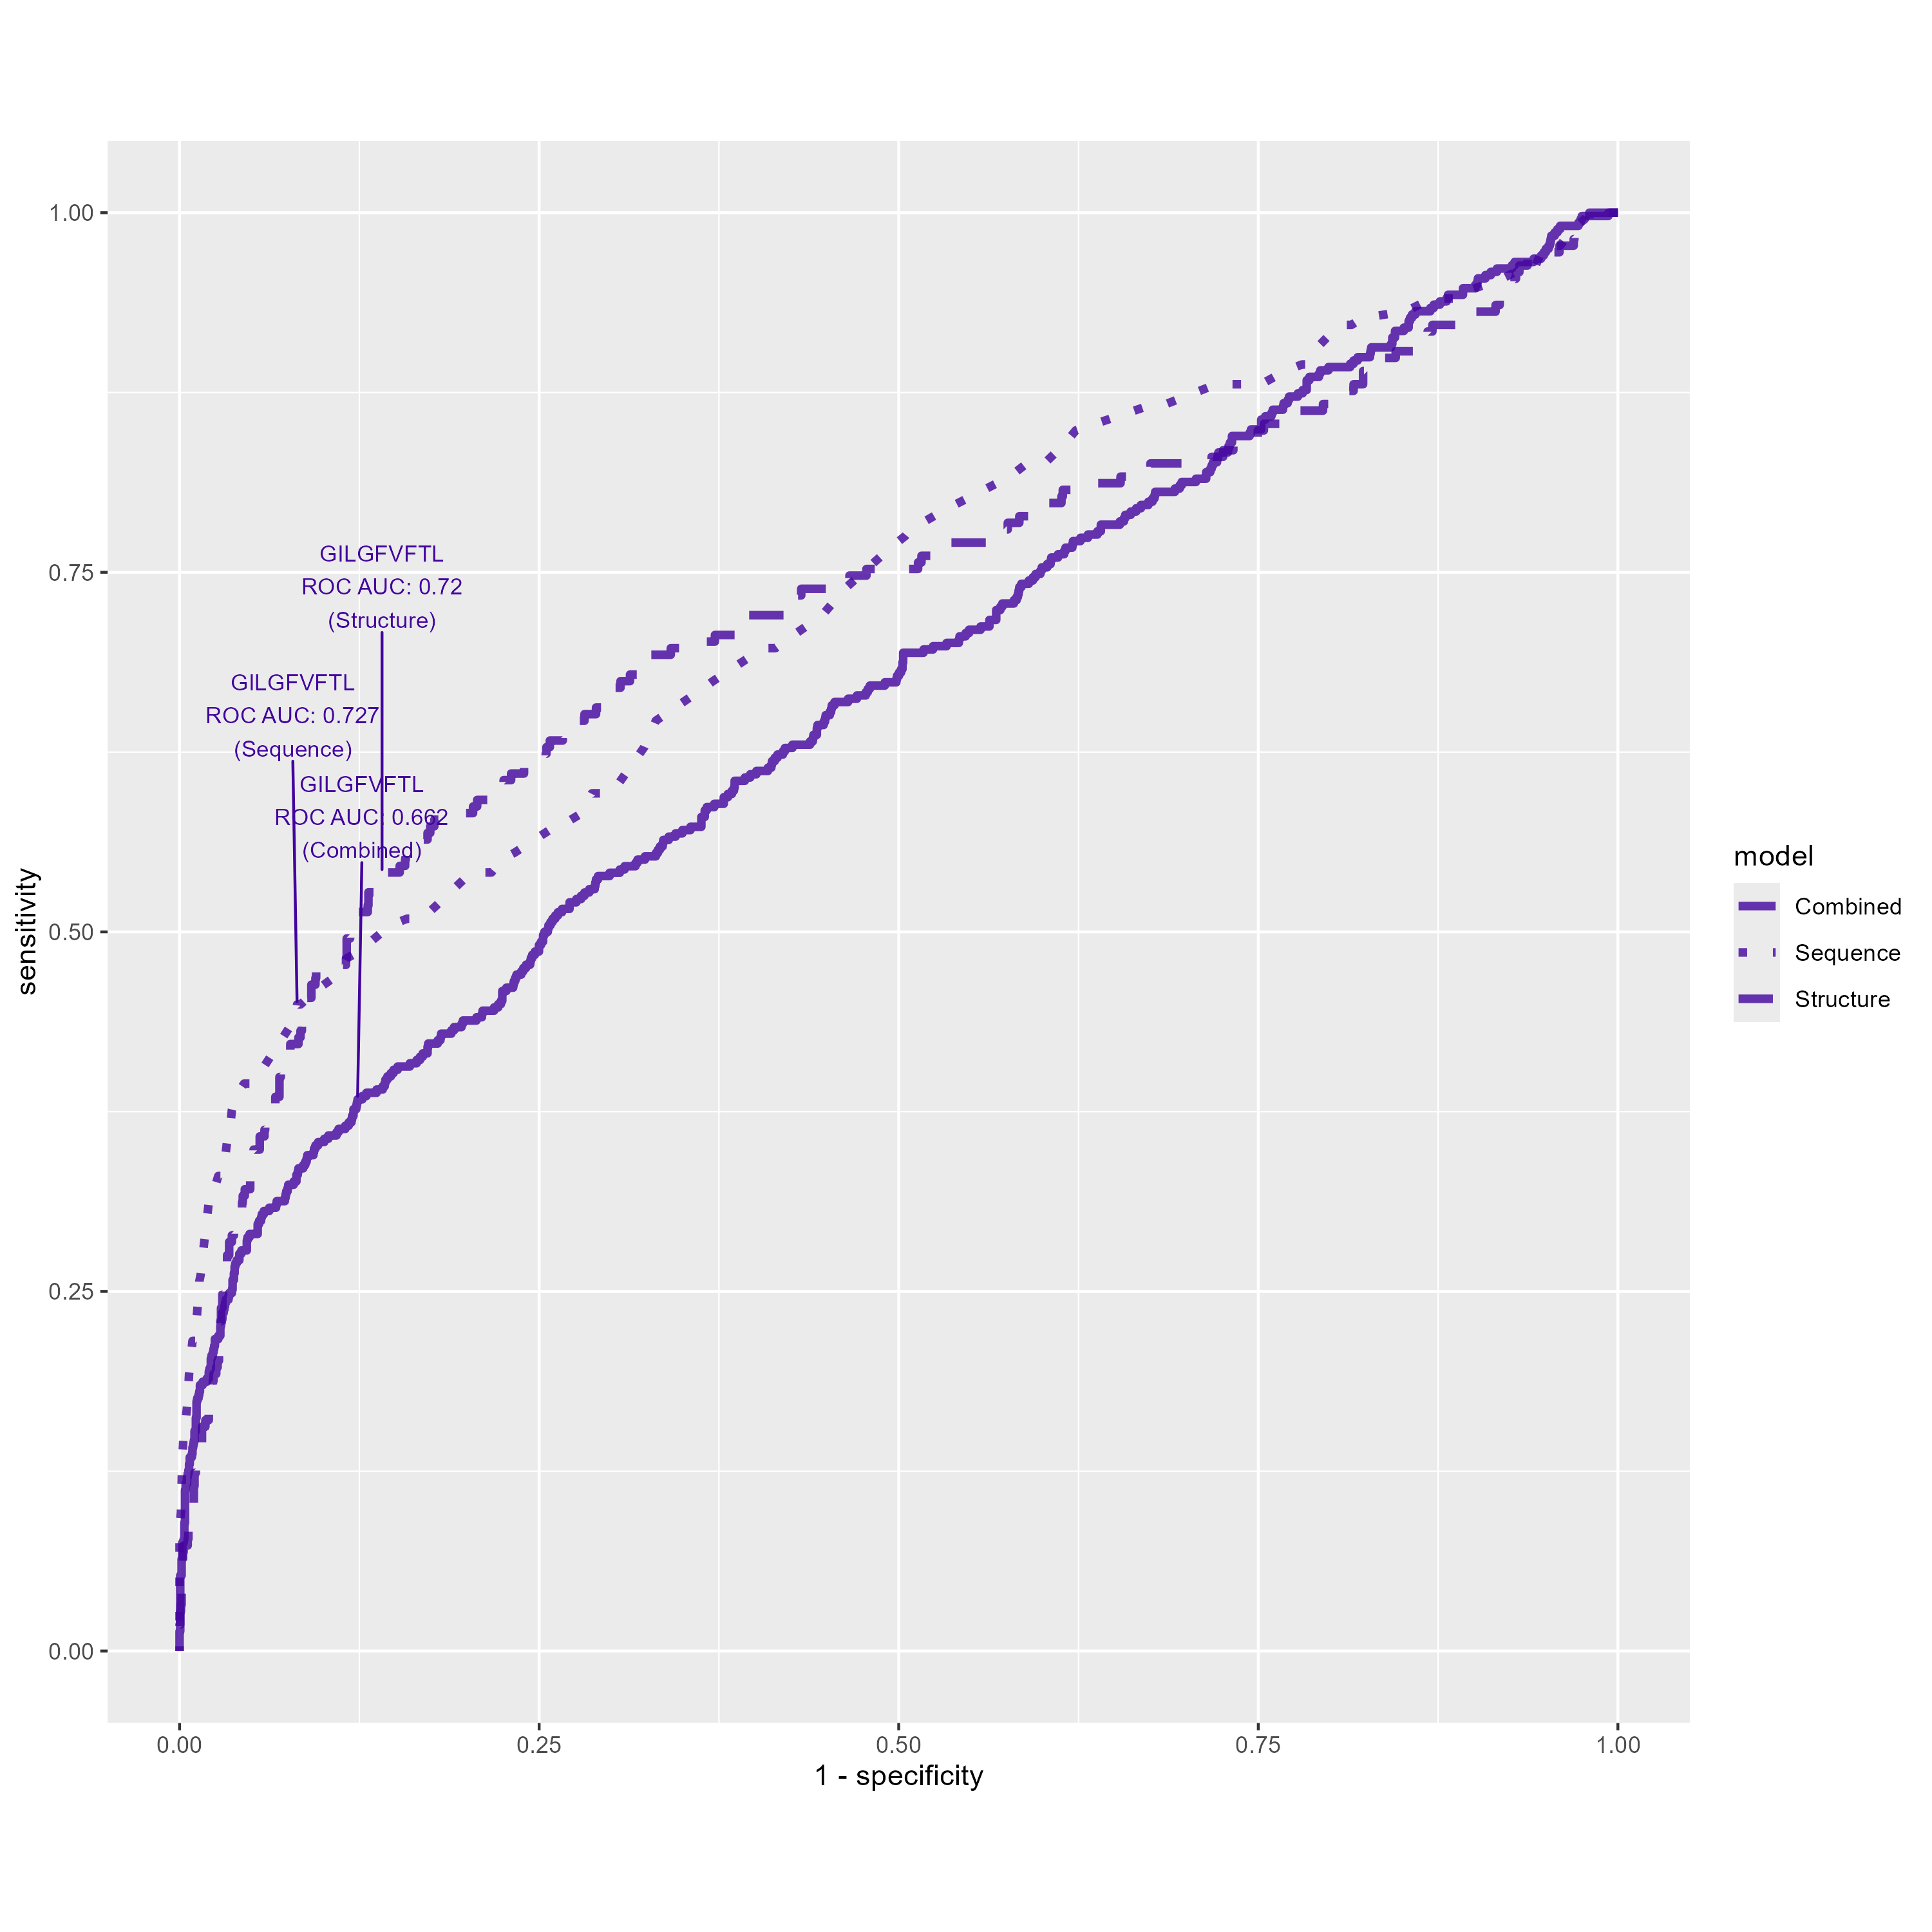 1.00
0.75
0.50
0.25
0.00
sensitivity
GILGFVFTL
ROC AUC: 0.72
(Structure)
GILGFVFTL
ROC AUC: 0.727
(Sequence)
GILGFVFTL
ROC AUC: 0.662
(Combined)
0.00
0.25
0.50
0.75
1.00
1 - specificity
model
Combined
Sequence
Structure